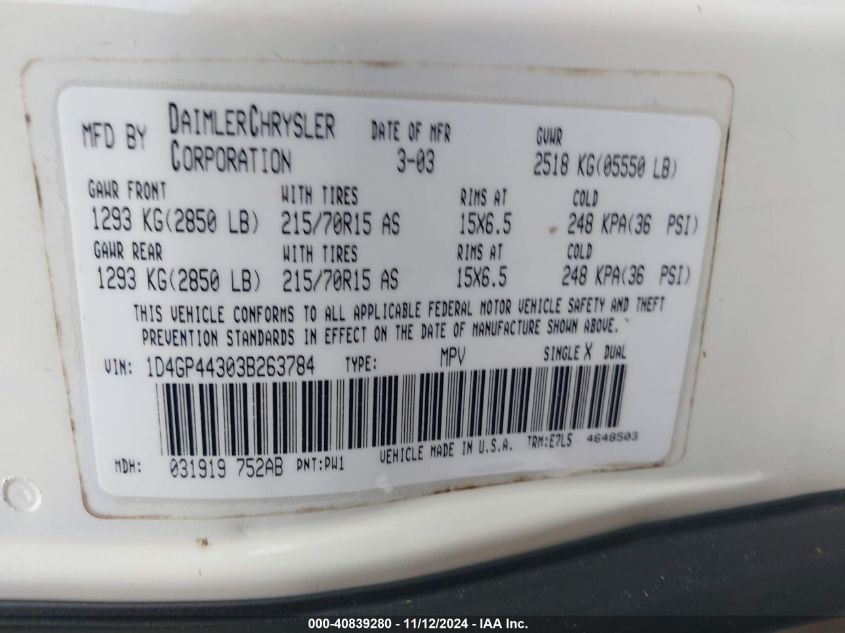 MFD BY DAIMLERCHRYSLER CORPORATION DATE OF MFR 3-03 GVWR 2518 KG(05550 LB)
GAWR FRONT WITH TIRES RIMS AT COLD
1293 KG(2850 LB) 215/70R15 AS 15X6.5 248 KPA(36 PSI)
GAWR REAR WITH TIRES RIMS AT COLD
1293 KG(2850 LB) 215/70R15 AS 15X6.5 248 KPA(36 PSI)
THIS VEHICLE CONFORMS TO ALL APPLICABLE FEDERAL MOTOR VEHICLE SAFETY AND THEFT
PREVENTION STANDARDS IN EFFECT ON THE DATE OF MANUFACTURE SHOWN ABOVE.
VIN: 1D4GP44303B263784 TYPE: MPV SINGLE X DUAL
MDH: 031919 752AB PNT:PW1 VEHICLE MADE IN U.S.A. TRM:E7L5 4648503
000-40839280 - 11/12/2024 - IAA Inc.